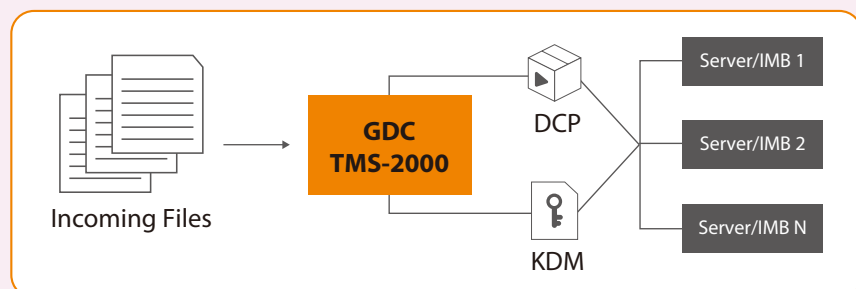 Incoming Files
GDC
TMS-2000
DCP
KDM
Server/IMB 1
Server/IMB 2
Server/IMB N